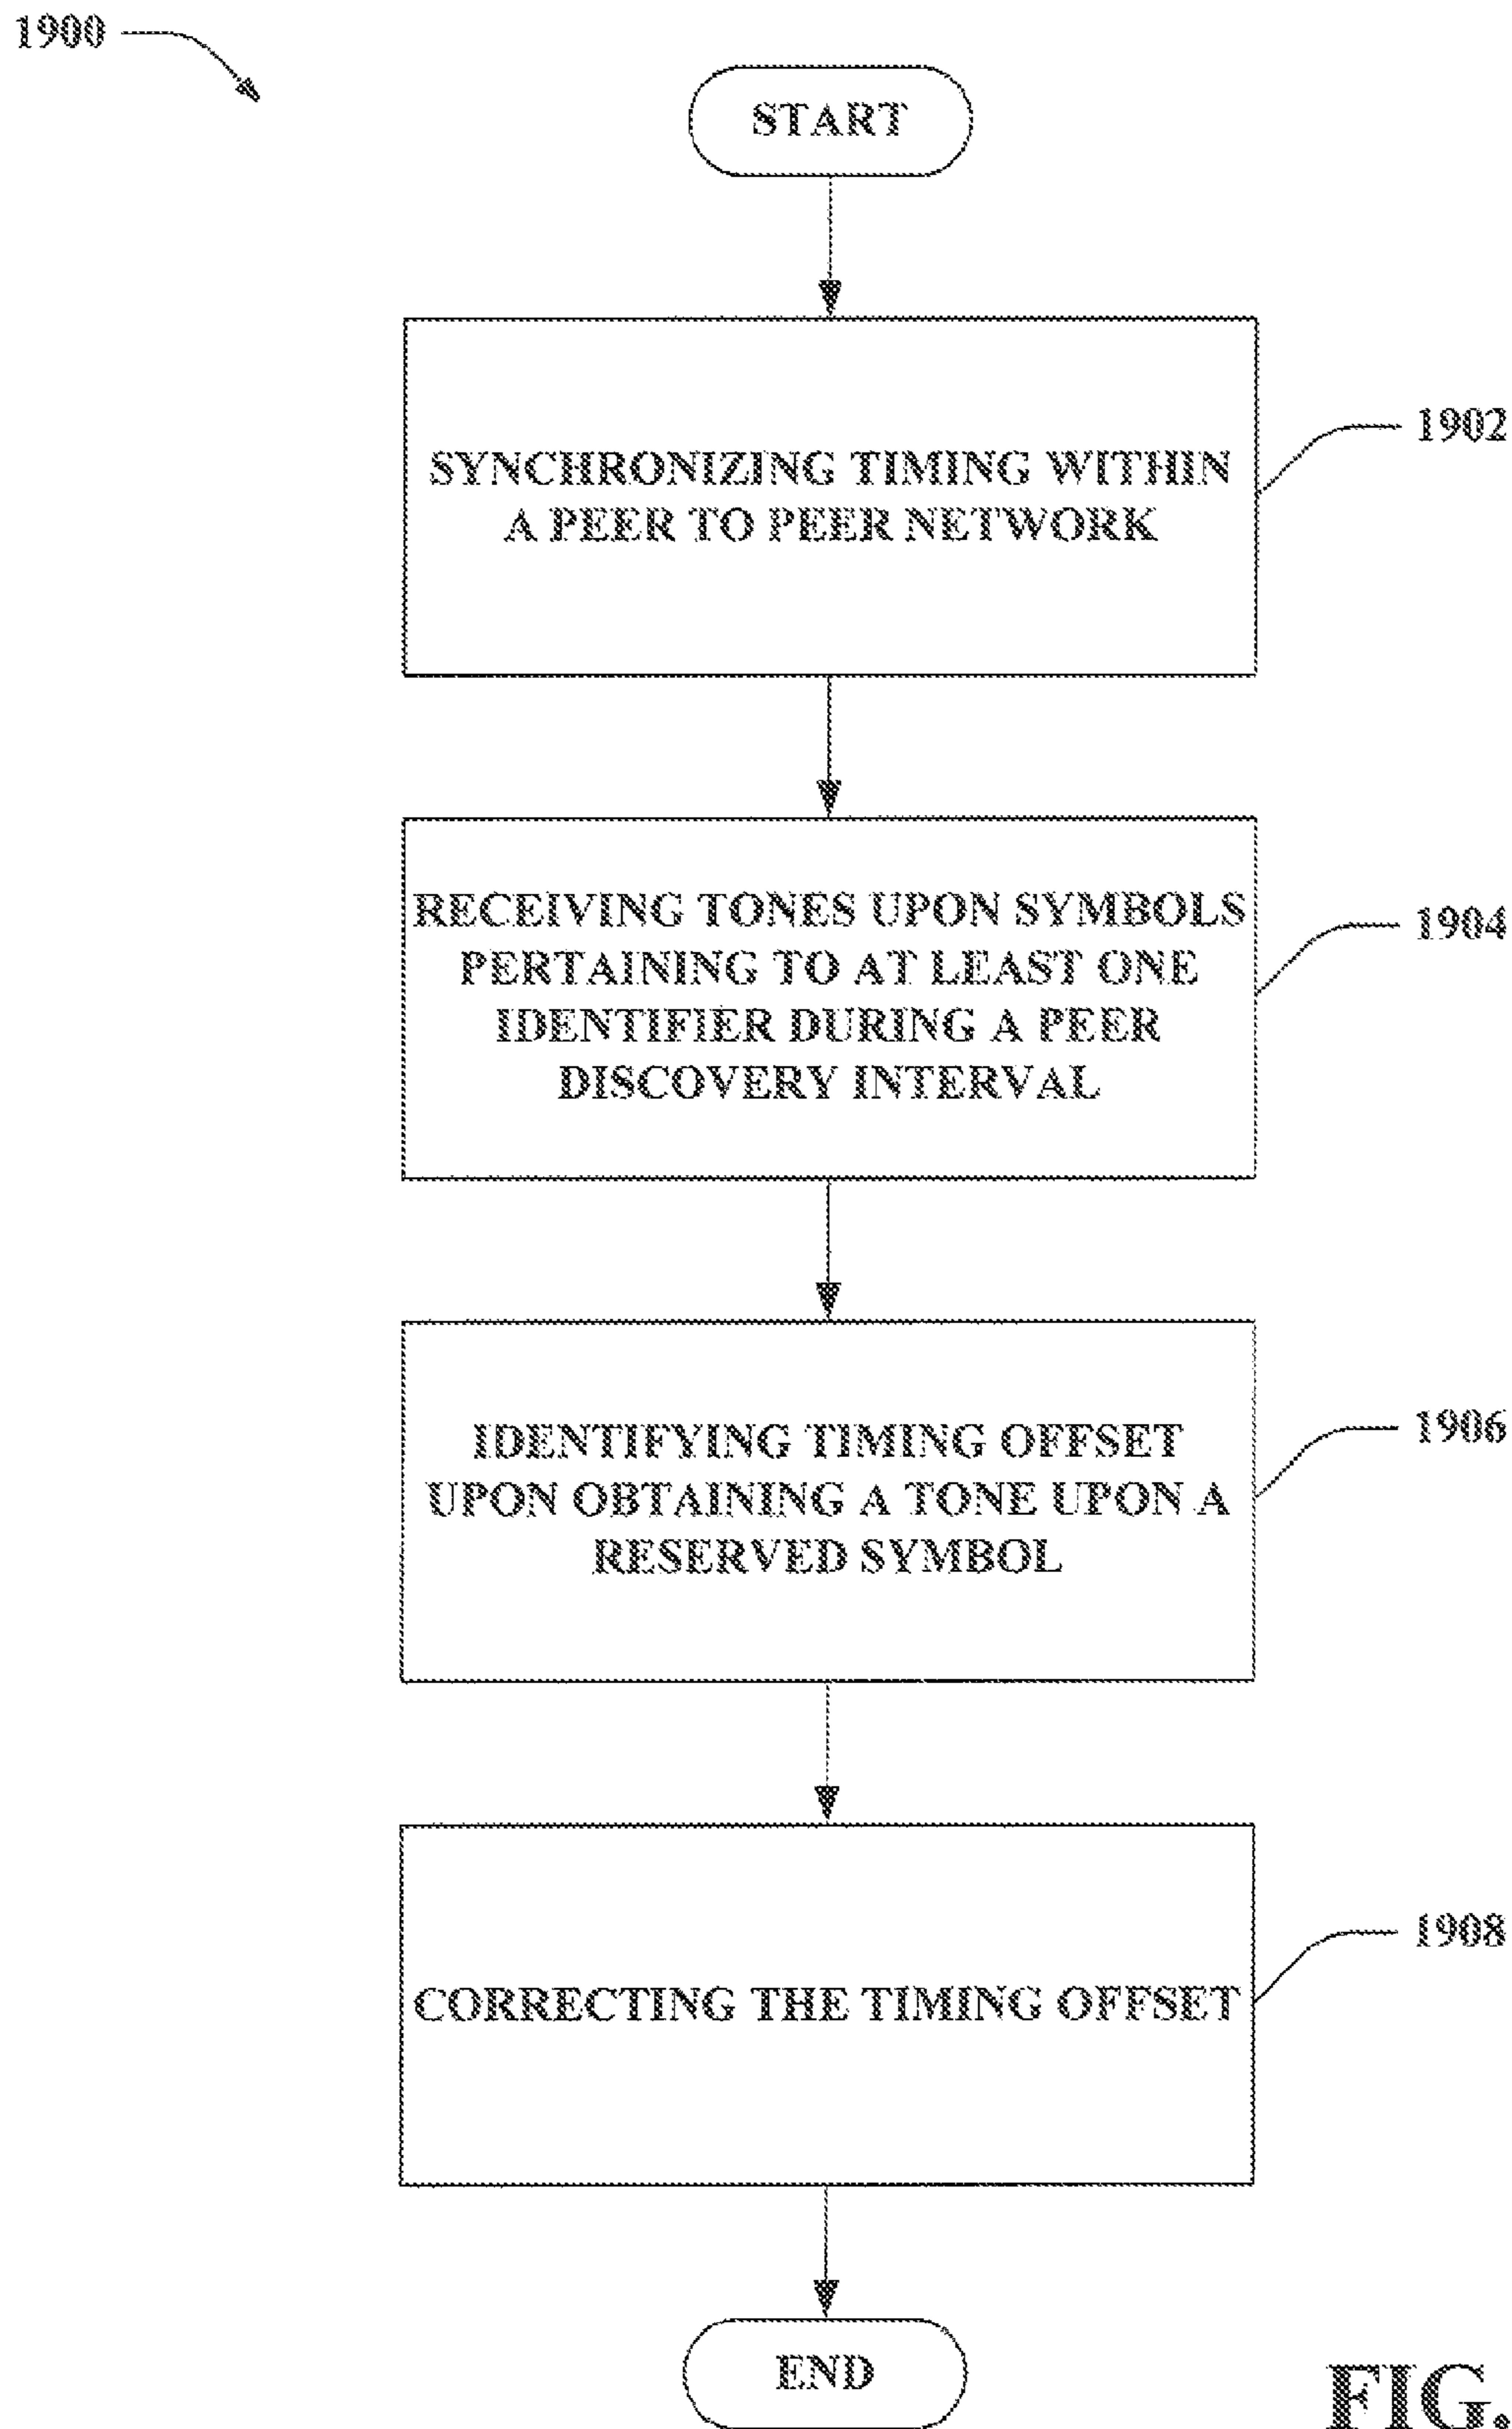 1900
START
SYNCHRONIZING TIMING WITHIN
A PEER TO PEER NETWORK
1902
RECEIVING TONES UPON SYMBOLS
PERTAINING TO AT LEAST ONE
IDENTIFIER DURING A PEER
DISCOVERY INTERVAL
1904
IDENTIFYING TIMING OFFSET
UPON OBTAINING A TONE UPON A
RESERVED SYMBOL
1906
CORRECTING THE TIMING OFFSET
1908
END
FIG.